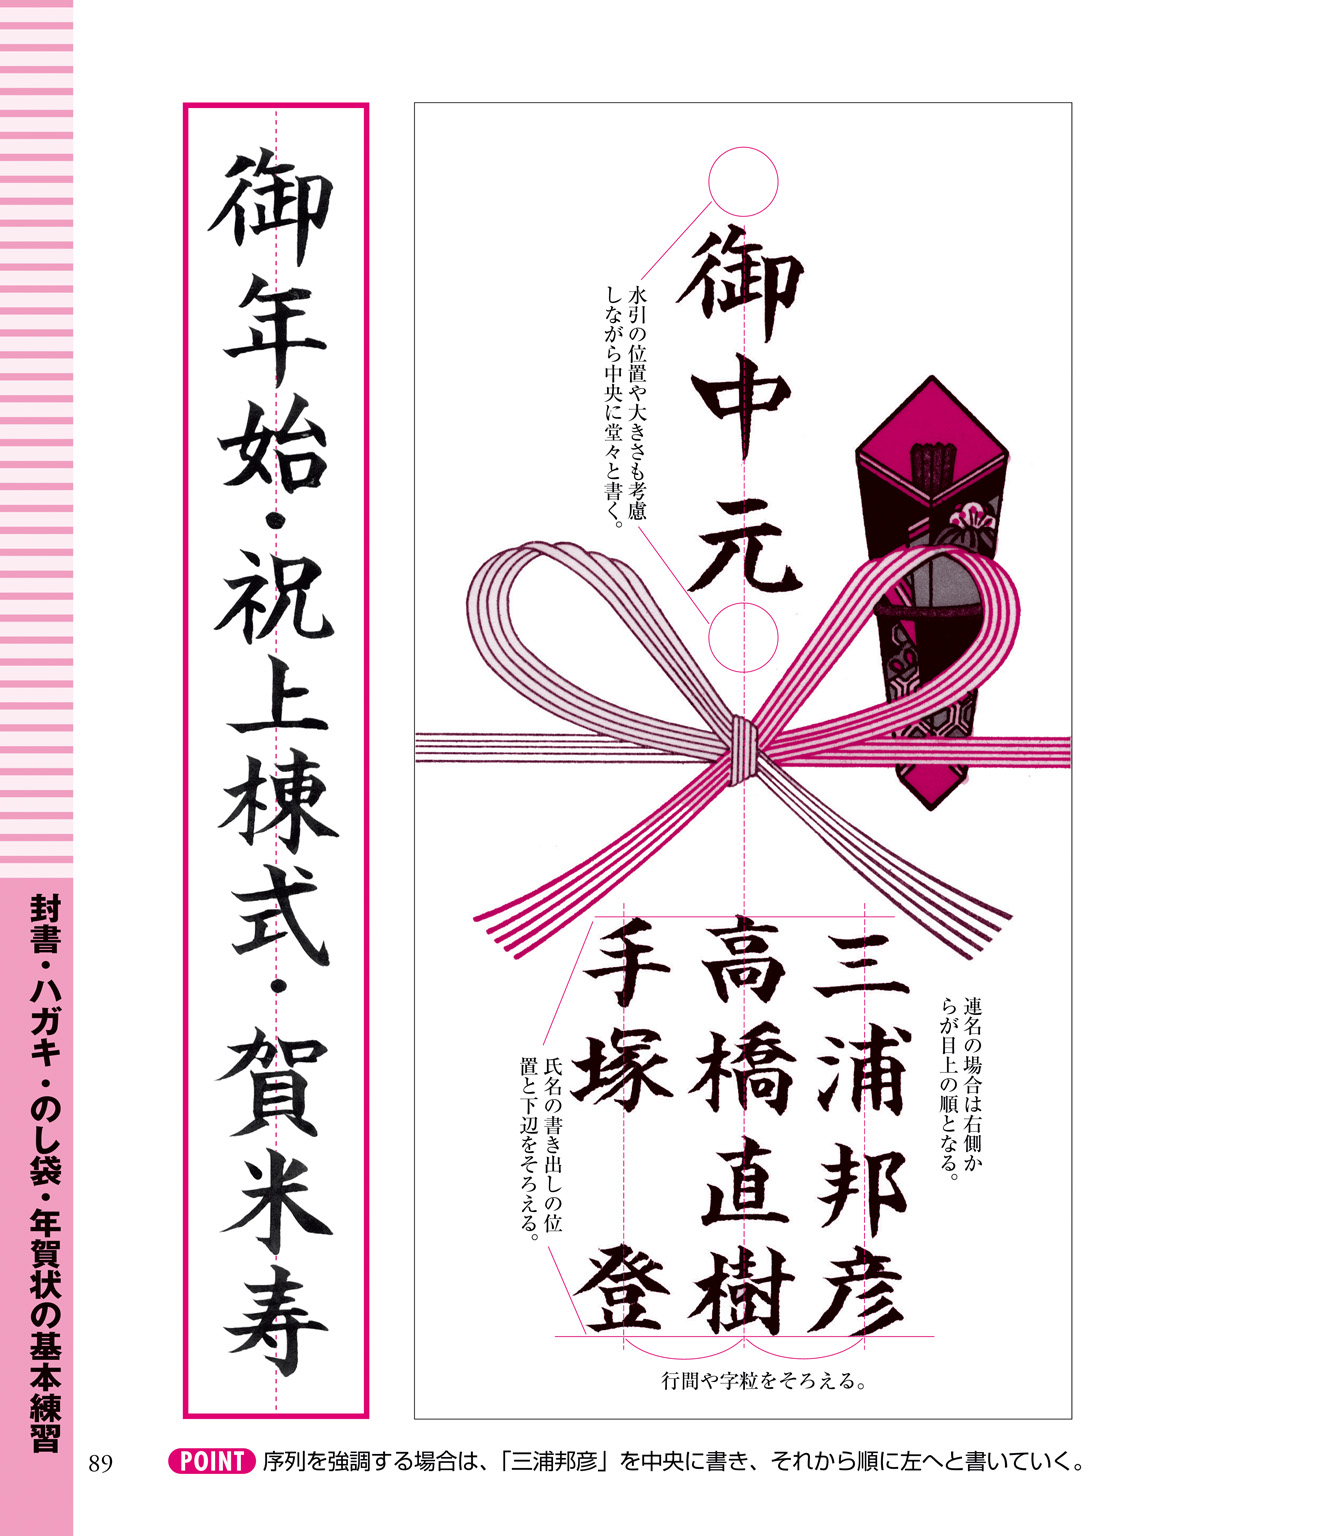 御中元
水引の位置や大きさも考慮
しながら中央に堂々と書く。
連名の場合は右側か
らが目上の順となる。
三浦邦彦
高橋直樹
手塚登
氏名の書き出しの位
置と下辺をそろえる。
行間や字粒をそろえる。
御年始・祝上棟式・賀米寿
封書・ハガキ・のし袋・年賀状の基本練習
89
POINT 序列を強調する場合は、「三浦邦彦」を中央に書き、それから順に左へと書いていく。